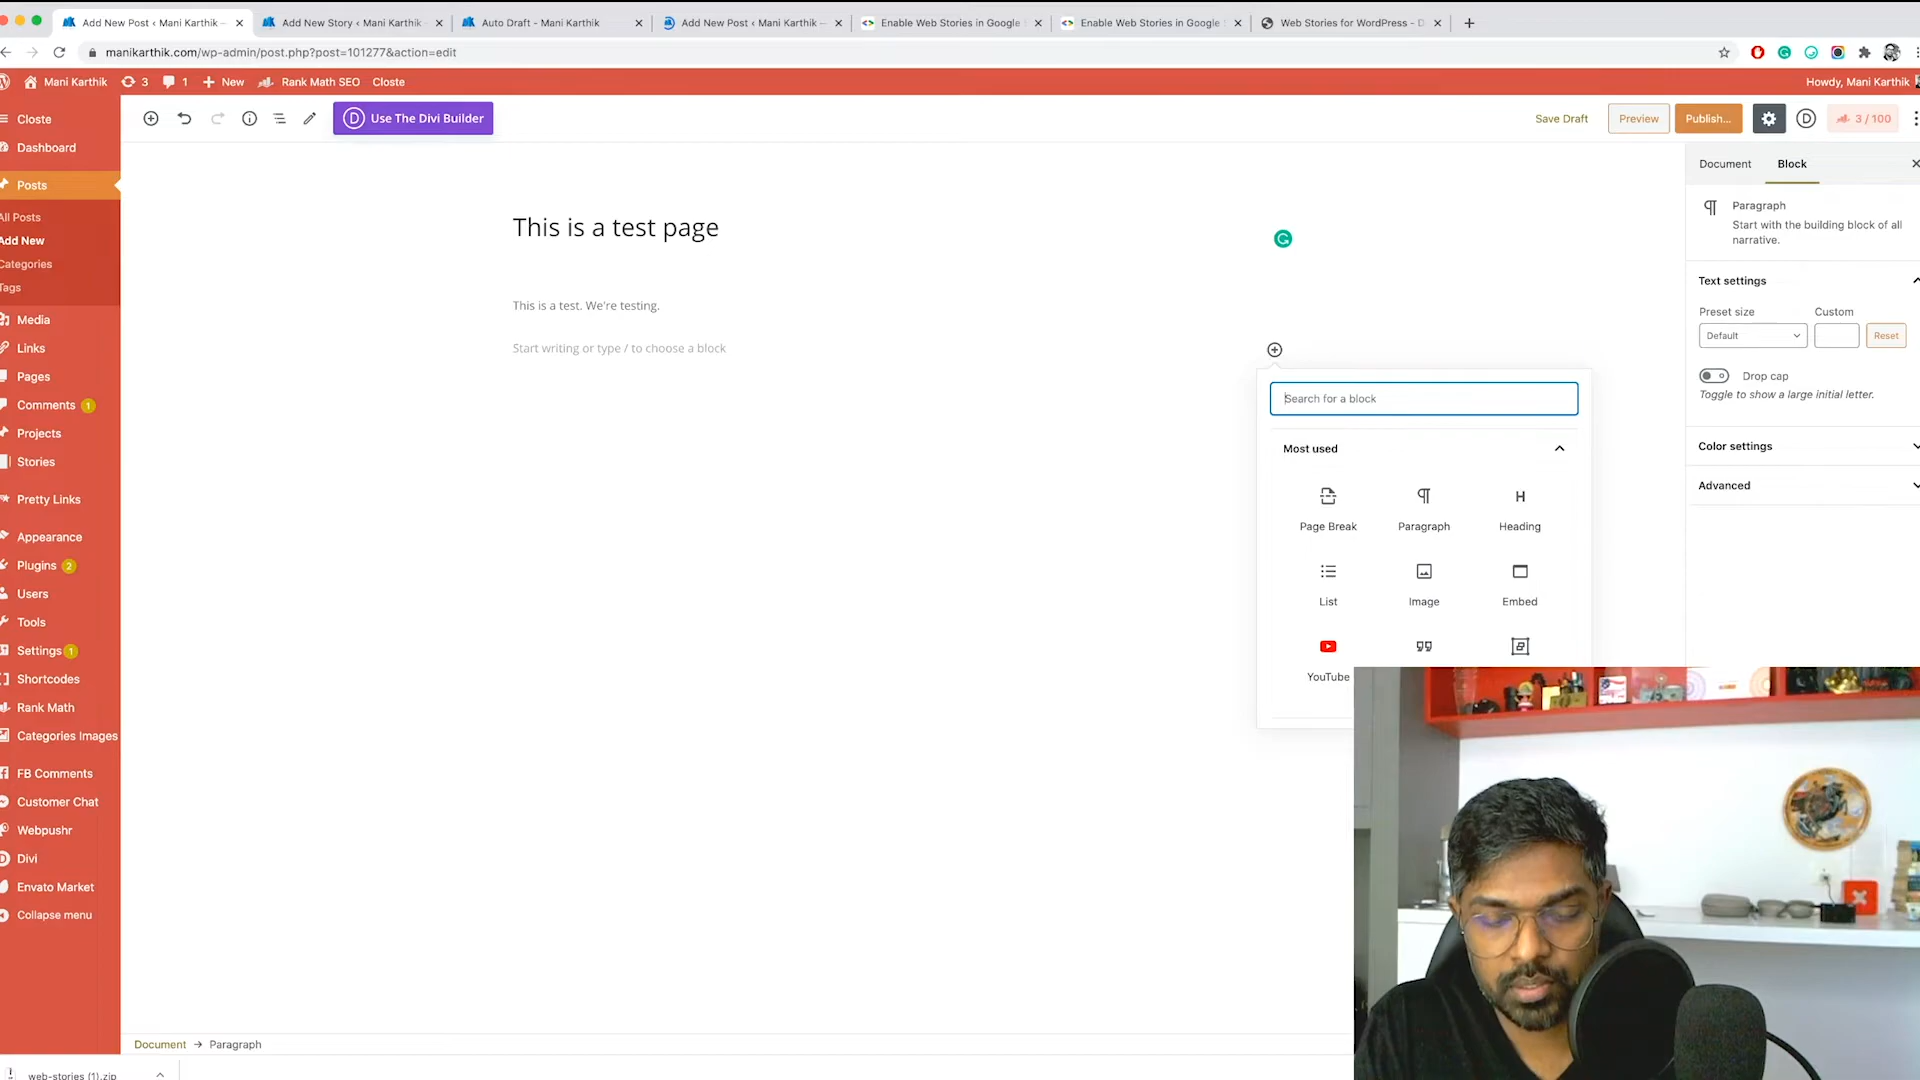 Add New Post ‹ Mani Karthik —
Add New Story ‹ Mani Karthik
Auto Draft - Mani Karthik
Add New Post ‹ Mani Karthik —
Enable Web Stories in Google
Enable Web Stories in Google
Web Stories for WordPress - D
manikarthik.com/wp-admin/post.php?post=101277&action=edit
Mani Karthik
3
1
New
Rank Math SEO
Closte
Howdy, Mani Karthik
Closte
Dashboard
Posts
All Posts
Add New
Categories
Tags
Media
Links
Pages
Comments 1
Projects
Stories
Pretty Links
Appearance
Plugins 2
Users
Tools
Settings 1
Shortcodes
Rank Math
Categories Images
FB Comments
Customer Chat
Webpushr
Divi
Envato Market
Collapse menu
D Use The Divi Builder
Save Draft
Preview
Publish...
D
3 / 100
This is a test page
This is a test. We're testing.
Start writing or type / to choose a block
Search for a block
Most used
Page Break
Paragraph
H
Heading
List
Image
Embed
YouTube
Document
Block
Paragraph
Start with the building block of all
narrative.
Text settings
Preset size
Custom
Default
Reset
Drop cap
Toggle to show a large initial letter.
Color settings
Advanced
Document → Paragraph
web-stories (1).zip